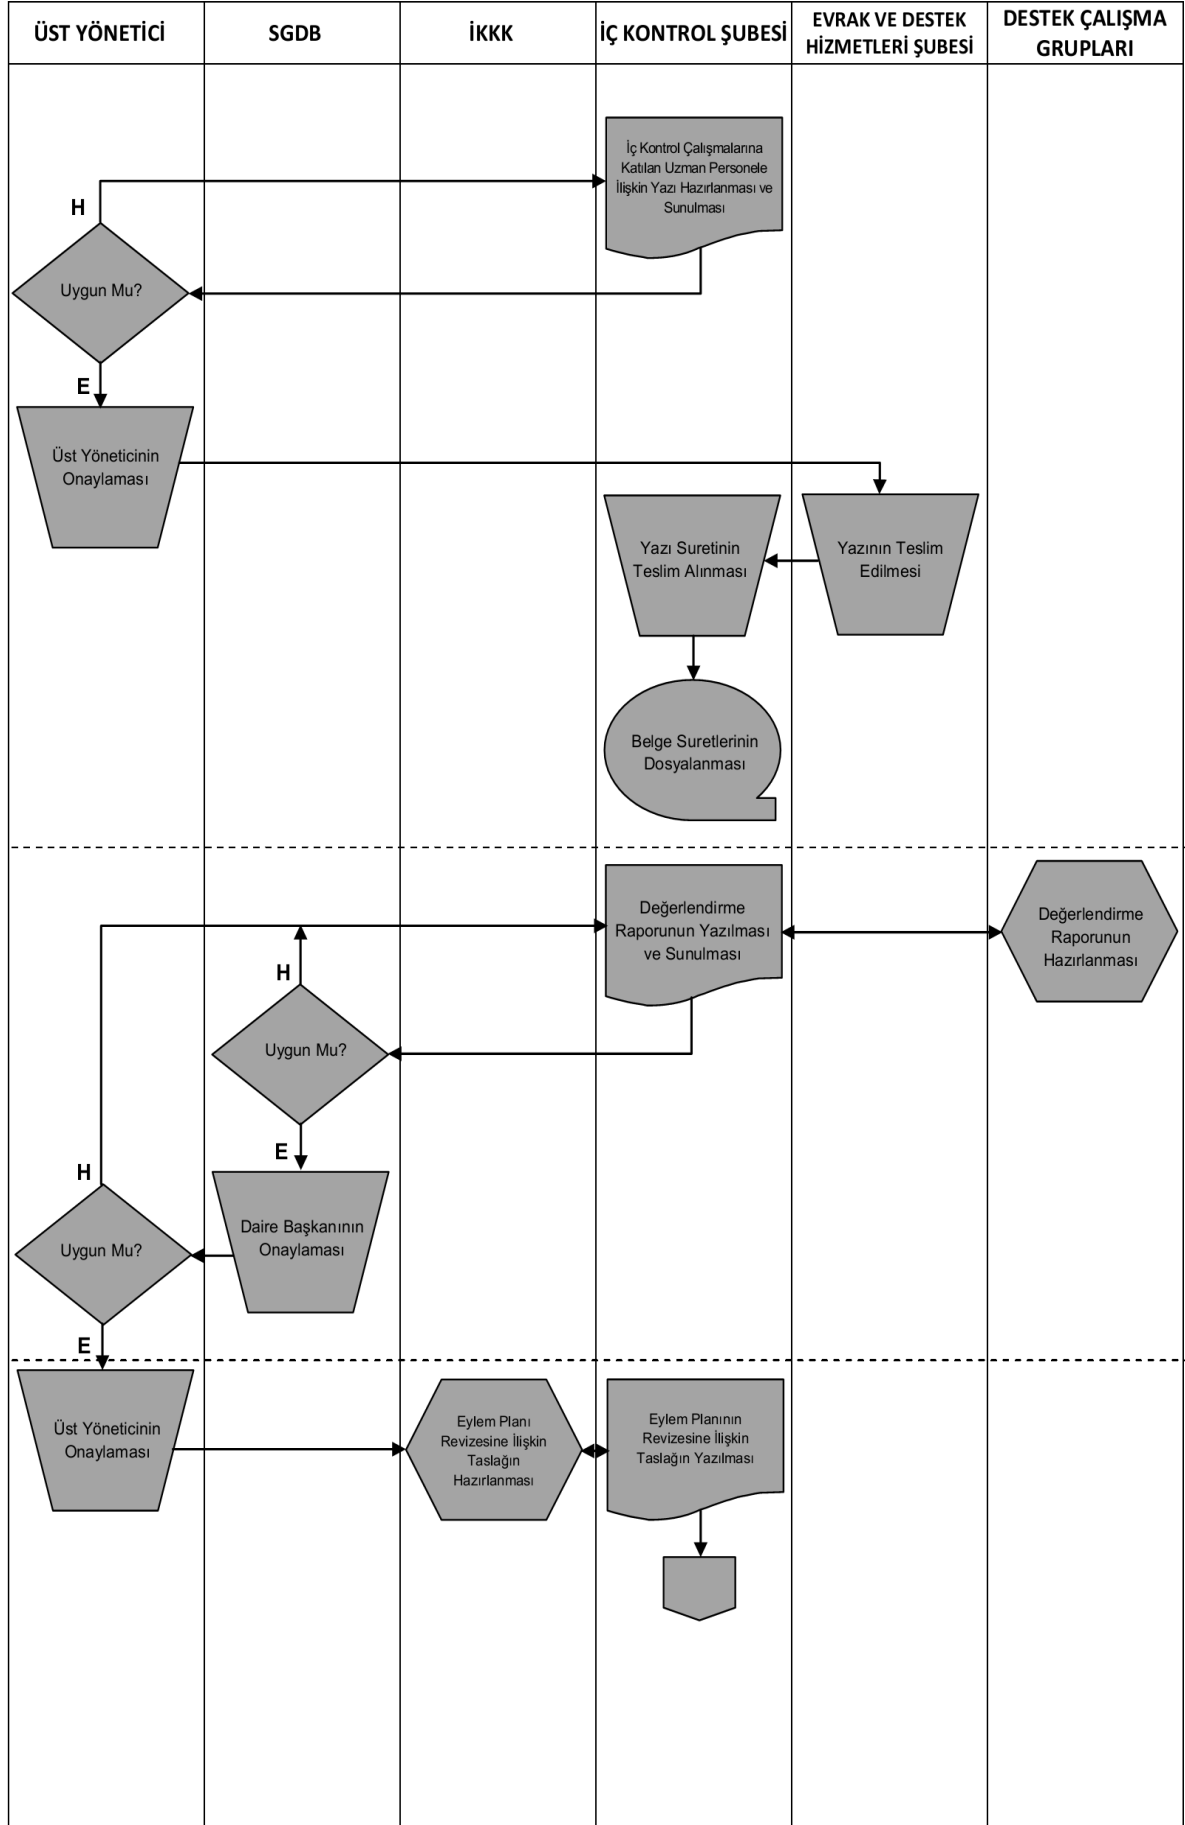 ÜST YÖNETİCİ
SGDB
İKKK
İÇ KONTROL ŞUBESİ
EVRAK VE DESTEK
HİZMETLERİ ŞUBESİ
DESTEK ÇALIŞMA
GRUPLARI
İç Kontrol Çalışmalarına
Katılan Uzman Personele
İlişkin Yazı Hazırlanması ve
Sunulması
H
Uygun Mu?
E
Üst Yöneticinin
Onaylaması
Yazı Suretinin
Teslim Alınması
Yazının Teslim
Edilmesi
Belge Suretlerinin
Dosyalanması
Değerlendirme
Raporunun Yazılması
ve Sunulması
Değerlendirme
Raporunun
Hazırlanması
H
Uygun Mu?
E
Daire Başkanının
Onaylaması
H
Uygun Mu?
E
Üst Yöneticinin
Onaylaması
Eylem Planı
Revizesine İlişkin
Taslağın
Hazırlanması
Eylem Planının
Revizesine İlişkin
Taslağın Yazılması